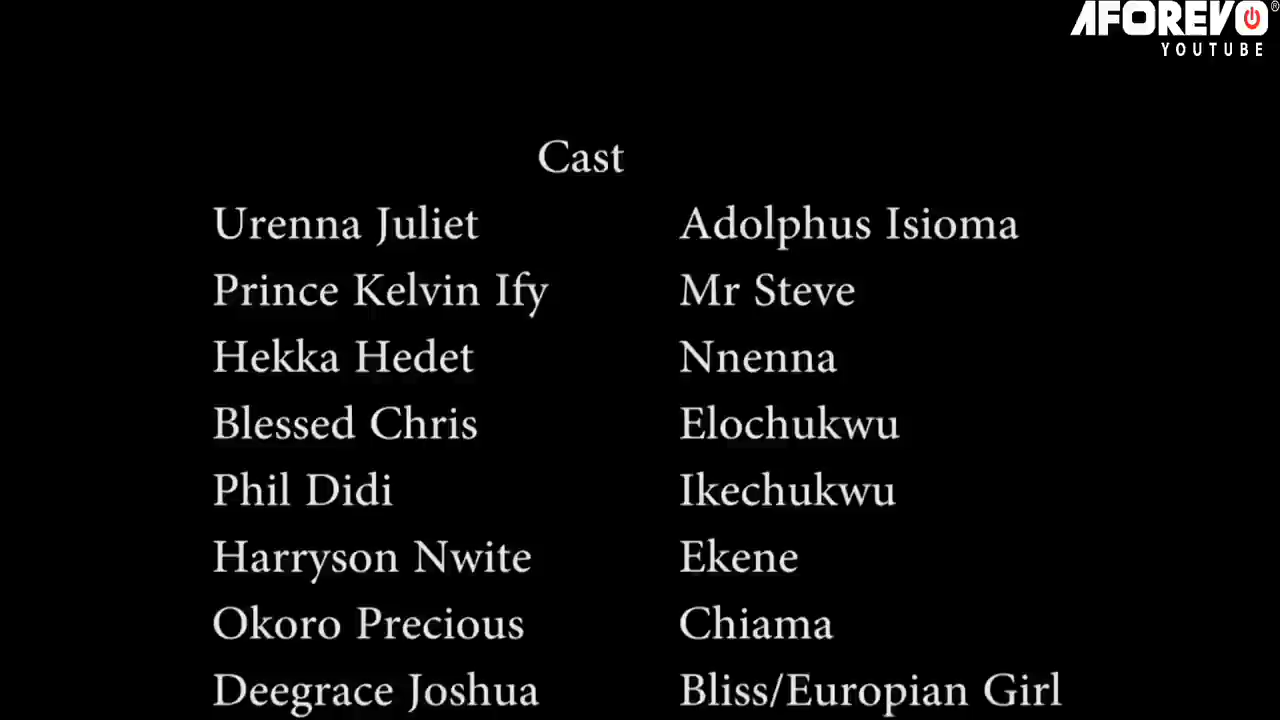 AFOREVO®
YOUTUBE
Cast
Urenna Juliet Adolphus Isioma
Prince Kelvin Ify Mr Steve
Hekka Hedet Nnenna
Blessed Chris Elochukwu
Phil Didi Ikechukwu
Harryson Nwite Ekene
Okoro Precious Chiama
Deegrace Joshua Bliss/Europian Girl